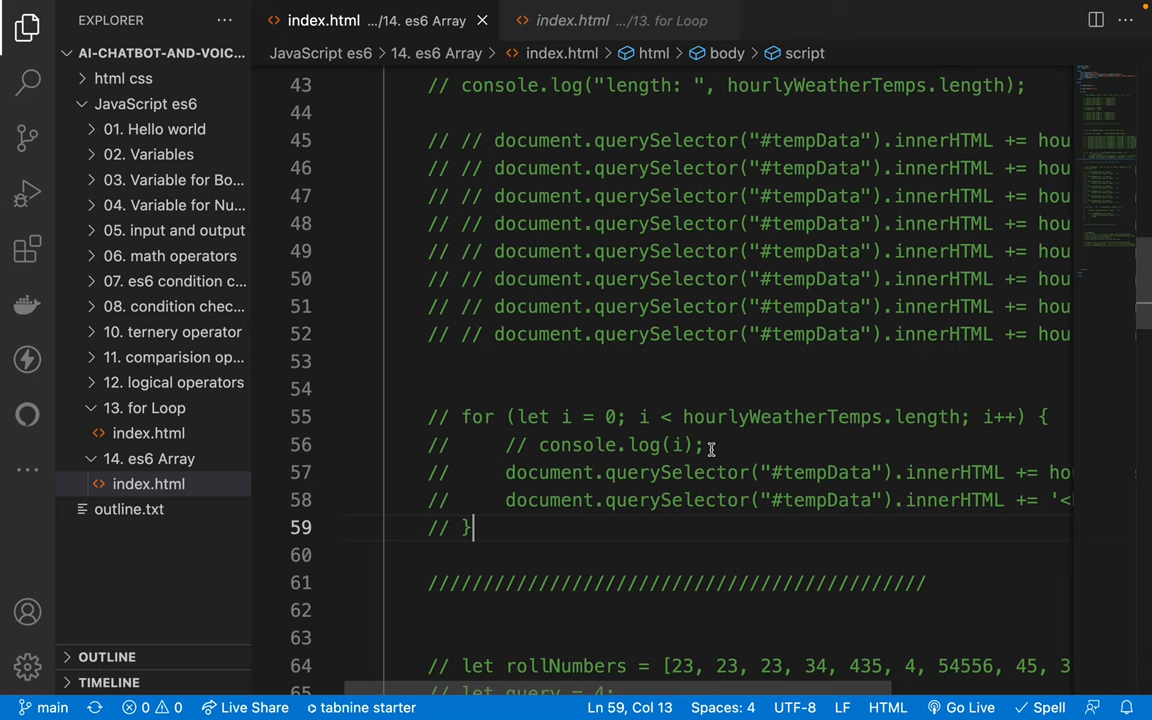 EXPLORER
index.html .../14. es6 Array
index.html .../13. for Loop
AI-CHATBOT-AND-VOIC...
JavaScript es6 14. es6 Array index.html html body script
html css
JavaScript es6
01. Hello world
02. Variables
03. Variable for Bo...
04. Variable for Nu...
05. input and output
06. math operators
07. es6 condition c...
08. condition chec...
10. ternery operator
11. comparision op...
12. logical operators
13. for Loop
index.html
14. es6 Array
index.html
outline.txt
OUTLINE
TIMELINE
43 // console.log("length: ", hourlyWeatherTemps.length);
44
45 // // document.querySelector("#tempData").innerHTML += hou
46 // // document.querySelector("#tempData").innerHTML += hou
47 // // document.querySelector("#tempData").innerHTML += hou
48 // // document.querySelector("#tempData").innerHTML += hou
49 // // document.querySelector("#tempData").innerHTML += hou
50 // // document.querySelector("#tempData").innerHTML += hou
51 // // document.querySelector("#tempData").innerHTML += hou
52 // // document.querySelector("#tempData").innerHTML += hou
53
54
55 // for (let i = 0; i < hourlyWeatherTemps.length; i++) {
56 //     // console.log(i);
57 //     document.querySelector("#tempData").innerHTML += ho
58 //     document.querySelector("#tempData").innerHTML += '<
59 // }
60
61 /////////////////////////////////////////////
62
63
64 // let rollNumbers = [23, 23, 23, 34, 435, 4, 54556, 45, 3
65 // let query = 4;
main 0 0 Live Share tabnine starter Ln 59, Col 13 Spaces: 4 UTF-8 LF HTML Go Live Spell